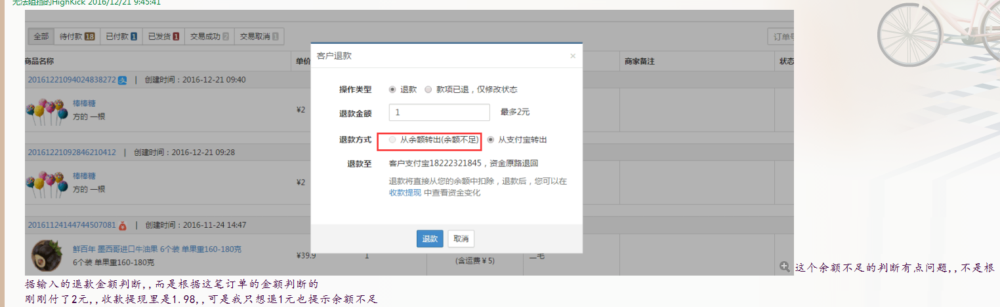 无法阻挡的HighKick 2016/12/21 9:45:41
全部 待付款 18 已付款 1 已发货 1 交易成功 2 交易取消 1
订单号
客户退款 ×
商品名称 单价 商家备注 状态
20161221094024838272 支 | 创建时间：2016-12-21 09:40
操作类型 退款 款项已退，仅修改状态
棒棒糖
方的 一根
¥2
退款金额 1 最多2元
退款方式 从余额转出(余额不足) 从支付宝转出
20161221092846210412 | 创建时间：2016-12-21 09:28
退款至 客户支付宝18222321845，资金原路退回
棒棒糖
方的 一根
¥2
退款将直接从您的余额中扣除，退款后，您可以在
收款提现 中查看资金变化
20161124144744507081 | 创建时间：2016-11-24 14:47
退款 取消
鲜百年 墨西哥进口牛油果 6个装 单果重160-180克
6个装 单果重160-180克
¥39.9 1 (含运费￥5) 二毛
这个余额不足的判断有点问题,,不是根
据输入的退款金额判断,,而是根据这笔订单的金额判断的
刚刚付了2元,,收款提现里是1.98,,可是我只想退1元也提示余额不足